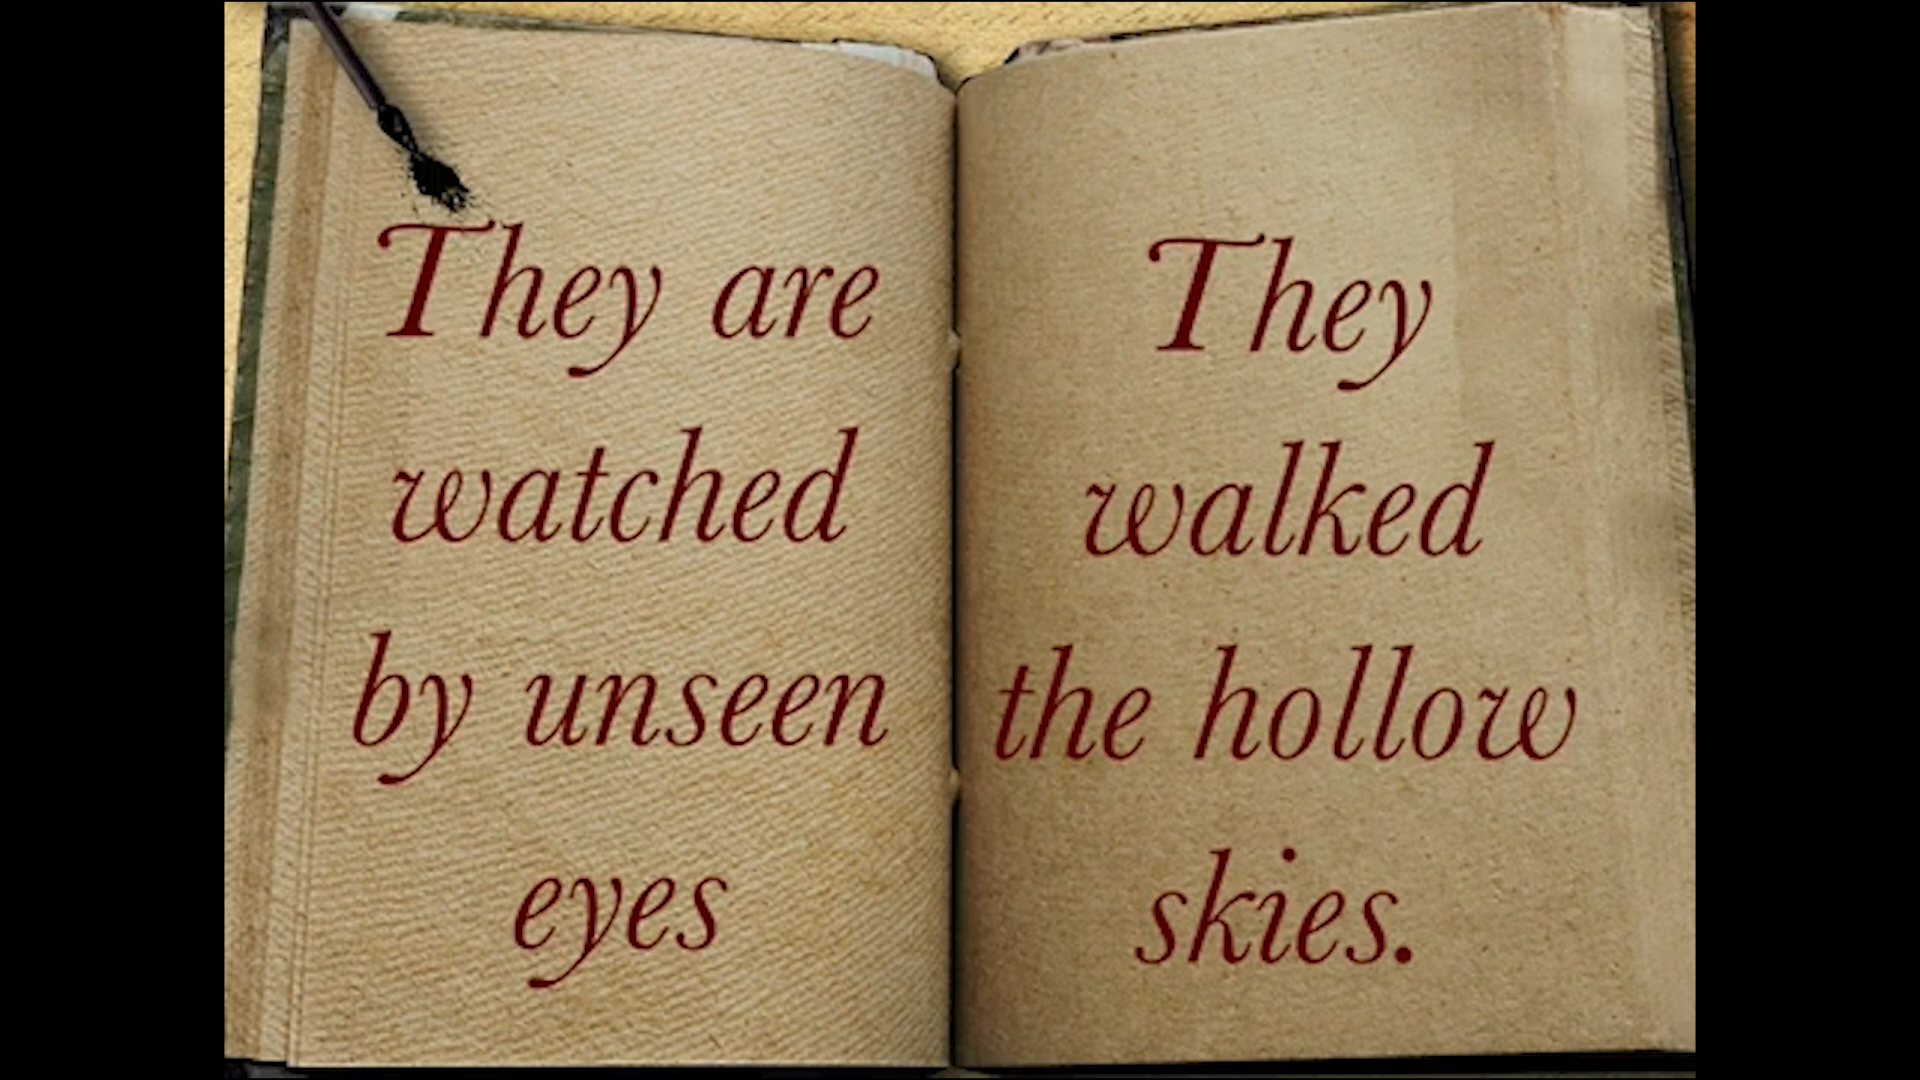 They are
watched
by unseen
eyes
They
walked
the hollow
skies.